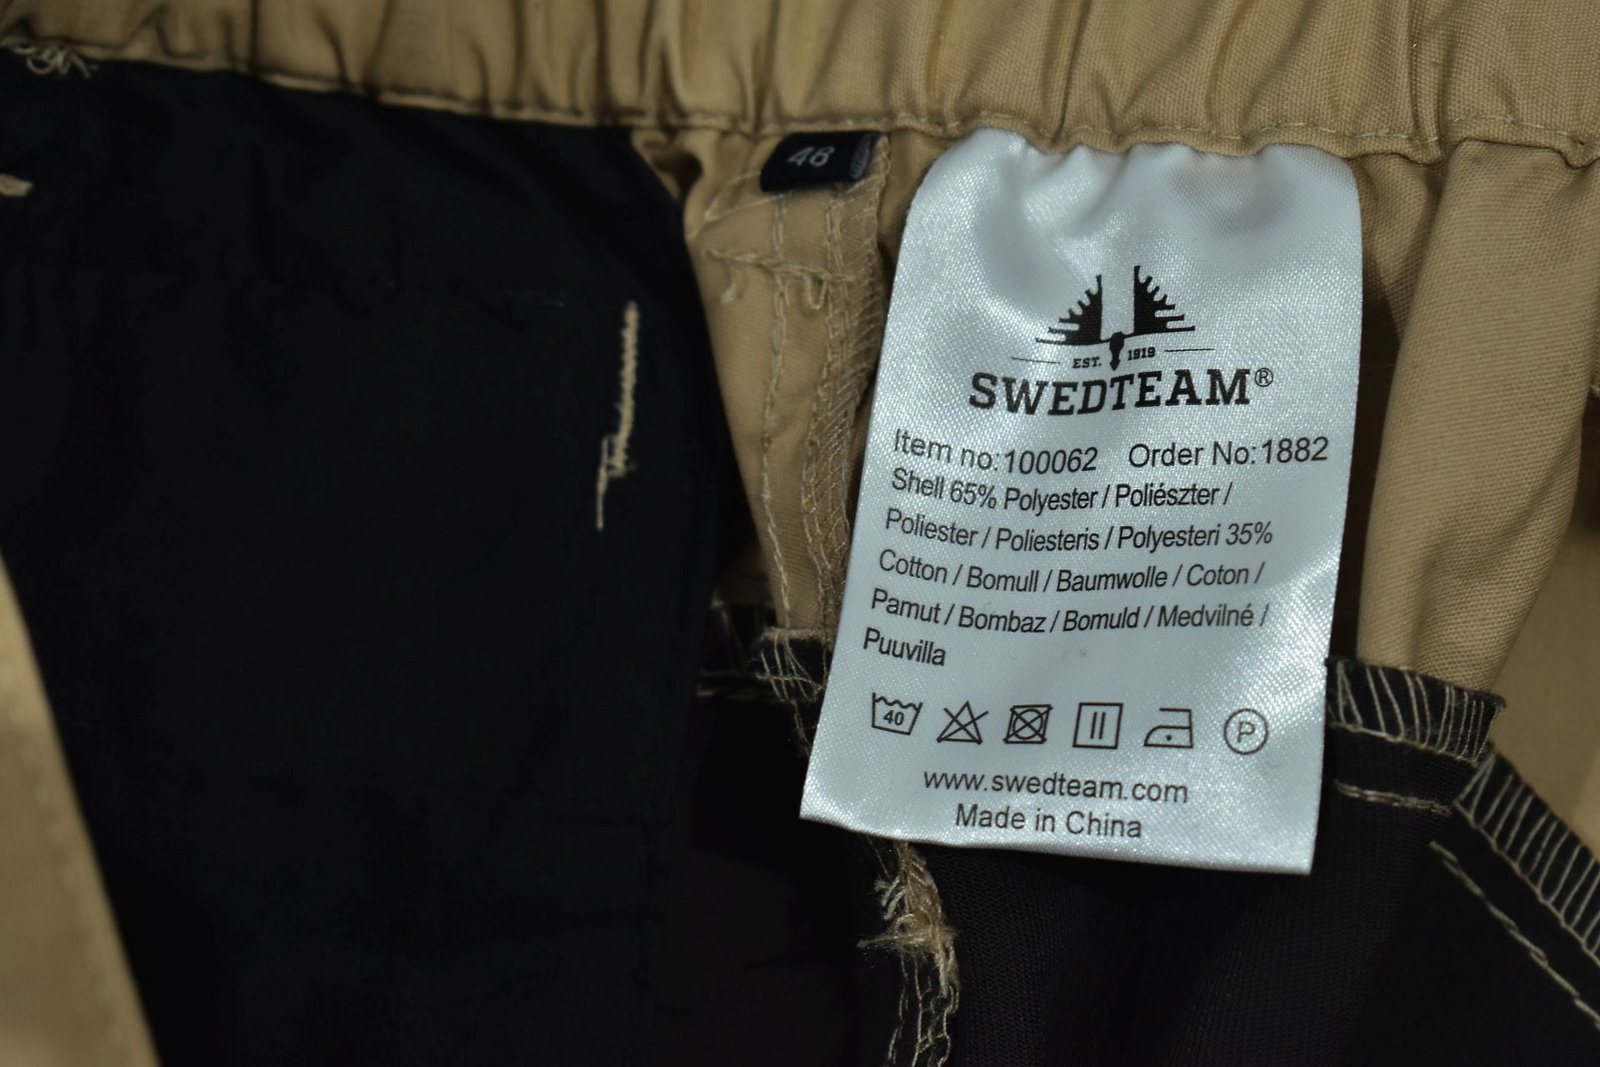 46
EST. 1919
SWEDTEAM®
Item no:100062 Order No:1882
Shell 65% Polyester / Poliészter /
Poliester / Poliesteris / Polyesteri 35%
Cotton / Bomull / Baumwolle / Coton /
Pamut / Bombaz / Bomuld / Medvilné /
Puuvilla
40 P
www.swedteam.com
Made in China